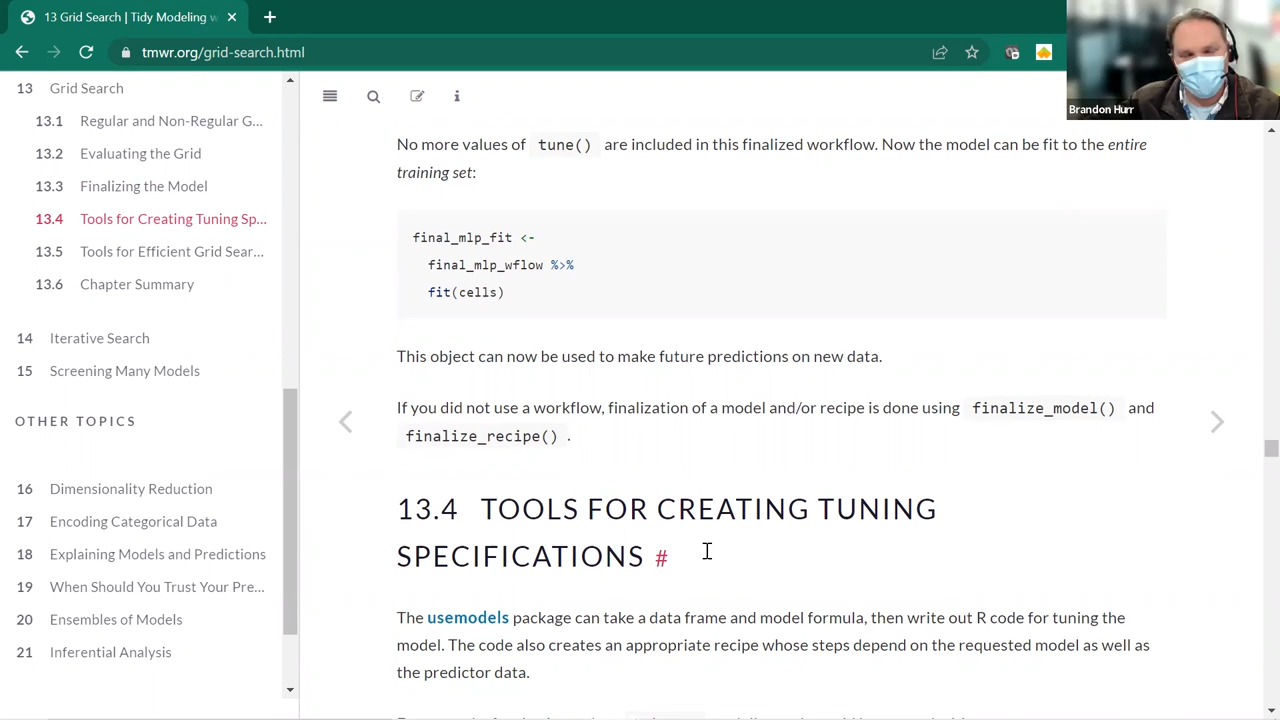 13 Grid Search | Tidy Modeling w
tmwr.org/grid-search.html
Brandon Hurr
13 Grid Search
13.1 Regular and Non-Regular G...
13.2 Evaluating the Grid
13.3 Finalizing the Model
13.4 Tools for Creating Tuning Sp...
13.5 Tools for Efficient Grid Sear...
13.6 Chapter Summary
14 Iterative Search
15 Screening Many Models
OTHER TOPICS
16 Dimensionality Reduction
17 Encoding Categorical Data
18 Explaining Models and Predictions
19 When Should You Trust Your Pre...
20 Ensembles of Models
21 Inferential Analysis
No more values of tune() are included in this finalized workflow. Now the model can be fit to the entire
training set:
final_mlp_fit <-
final_mlp_wflow %>%
fit(cells)
This object can now be used to make future predictions on new data.
If you did not use a workflow, finalization of a model and/or recipe is done using finalize_model() and
finalize_recipe() .
13.4 TOOLS FOR CREATING TUNING
SPECIFICATIONS #
The usemodels package can take a data frame and model formula, then write out R code for tuning the
model. The code also creates an appropriate recipe whose steps depend on the requested model as well as
the predictor data.